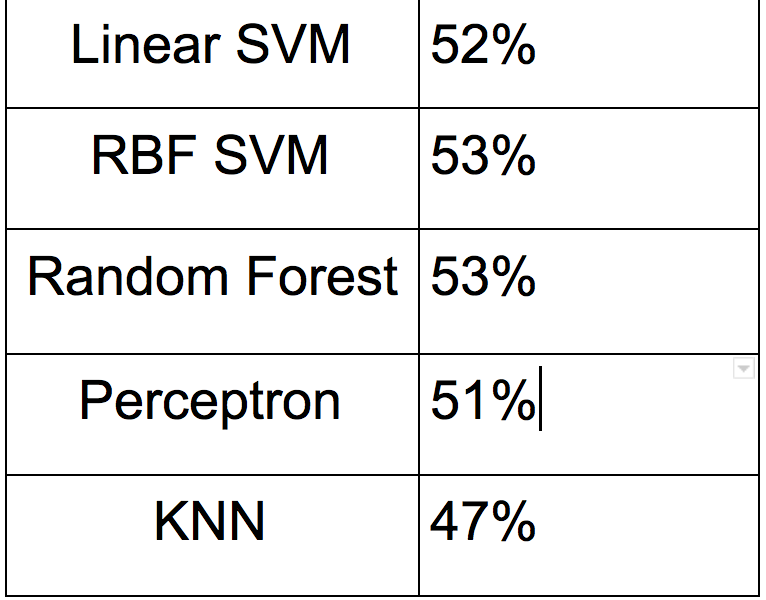 Linear SVM 52%
RBF SVM 53%
Random Forest 53%
Perceptron 51%
KNN 47%